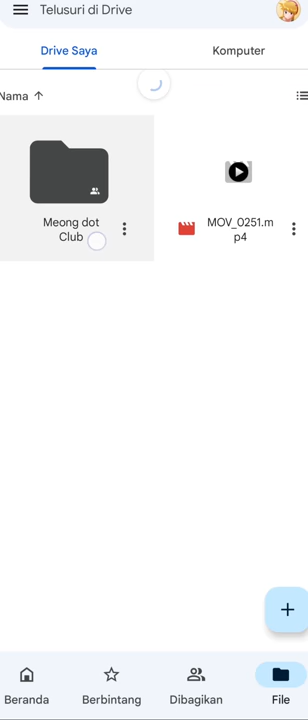 Telusuri di Drive
Drive Saya
Komputer
Nama
Meong dot
Club
MOV_0251.m
p4
Beranda
Berbintang
Dibagikan
File